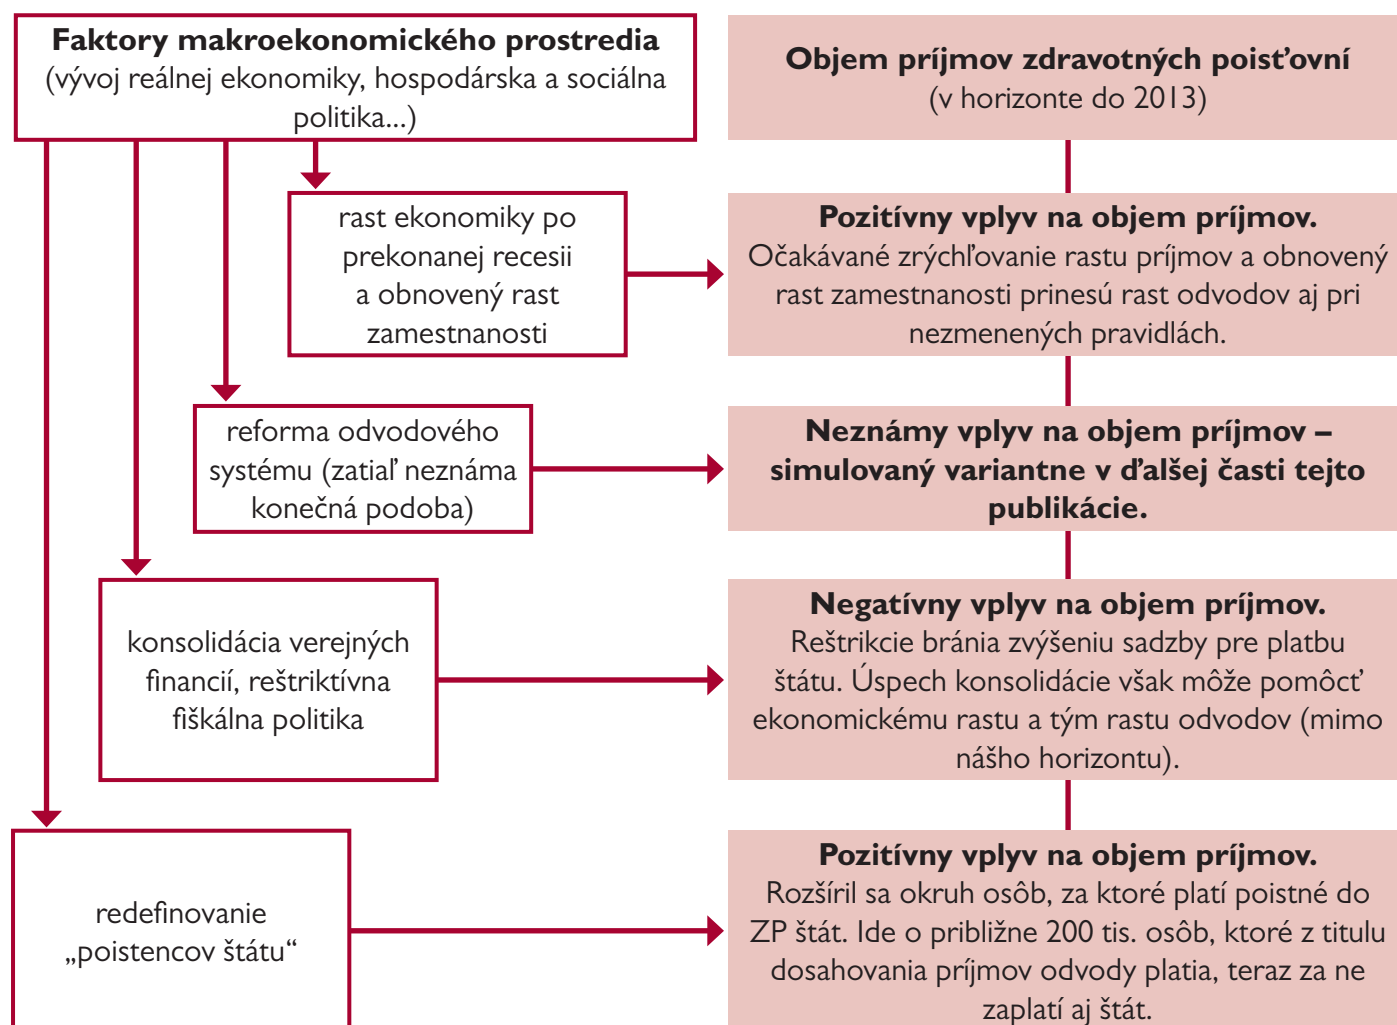 Faktory makroekonomického prostredia
(vývoj reálnej ekonomiky, hospodárska a sociálna
politika...)
Objem príjmov zdravotných poisťovní
(v horizonte do 2013)
rast ekonomiky po
prekonanej recesii
a obnovený rast
zamestnanosti
Pozitívny vplyv na objem príjmov.
Očakávané zrýchľovanie rastu príjmov a obnovený
rast zamestnanosti prinesú rast odvodov aj pri
nezmenených pravidlách.
reforma odvodového
systému (zatiaľ neznáma
konečná podoba)
Neznámy vplyv na objem príjmov –
simulovaný variantne v ďalšej časti tejto
publikácie.
konsolidácia verejných
financií, reštriktívna
fiškálna politika
Negatívny vplyv na objem príjmov.
Reštrikcie bránia zvýšeniu sadzby pre platbu
štátu. Úspech konsolidácie však môže pomôcť
ekonomickému rastu a tým rastu odvodov (mimo
nášho horizontu).
redefinovanie
„poistencov štátu“
Pozitívny vplyv na objem príjmov.
Rozšíril sa okruh osôb, za ktoré platí poistné do
ZP štát. Ide o približne 200 tis. osôb, ktoré z titulu
dosahovania príjmov odvody platia, teraz za ne
zaplatí aj štát.